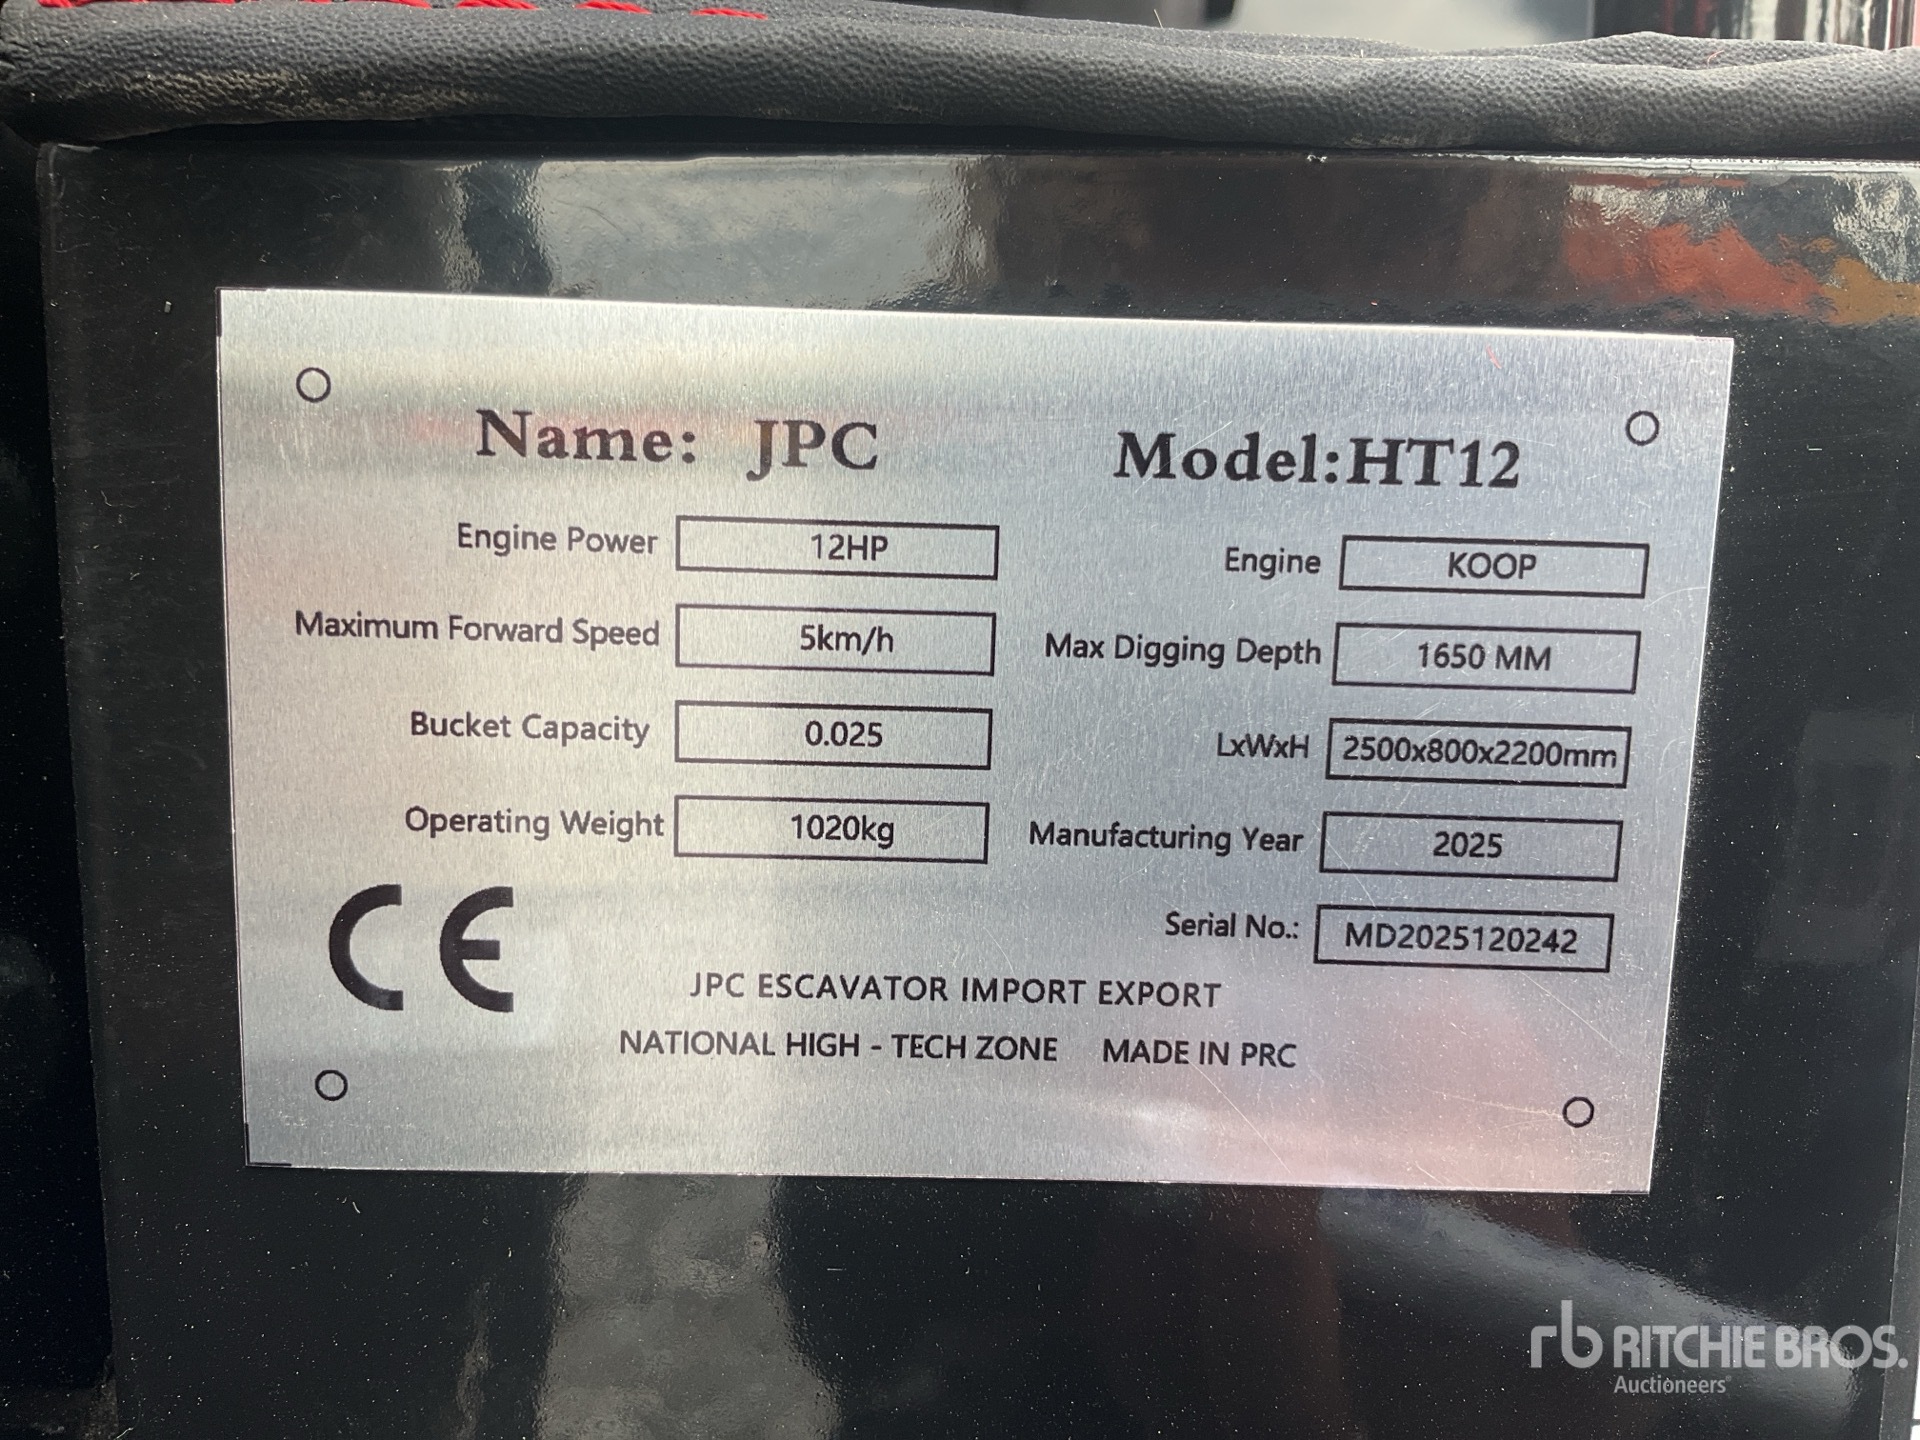 Name: JPC Model:HT12
Engine Power 12HP Engine KOOP
Maximum Forward Speed 5km/h Max Digging Depth 1650 MM
Bucket Capacity 0.025 LxWxH 2500x800x2200mm
Operating Weight 1020kg Manufacturing Year 2025
Serial No.: MD2025120242
CE
JPC ESCAVATOR IMPORT EXPORT
NATIONAL HIGH - TECH ZONE MADE IN PRC
rb RITCHIE BROS.
Auctioneers